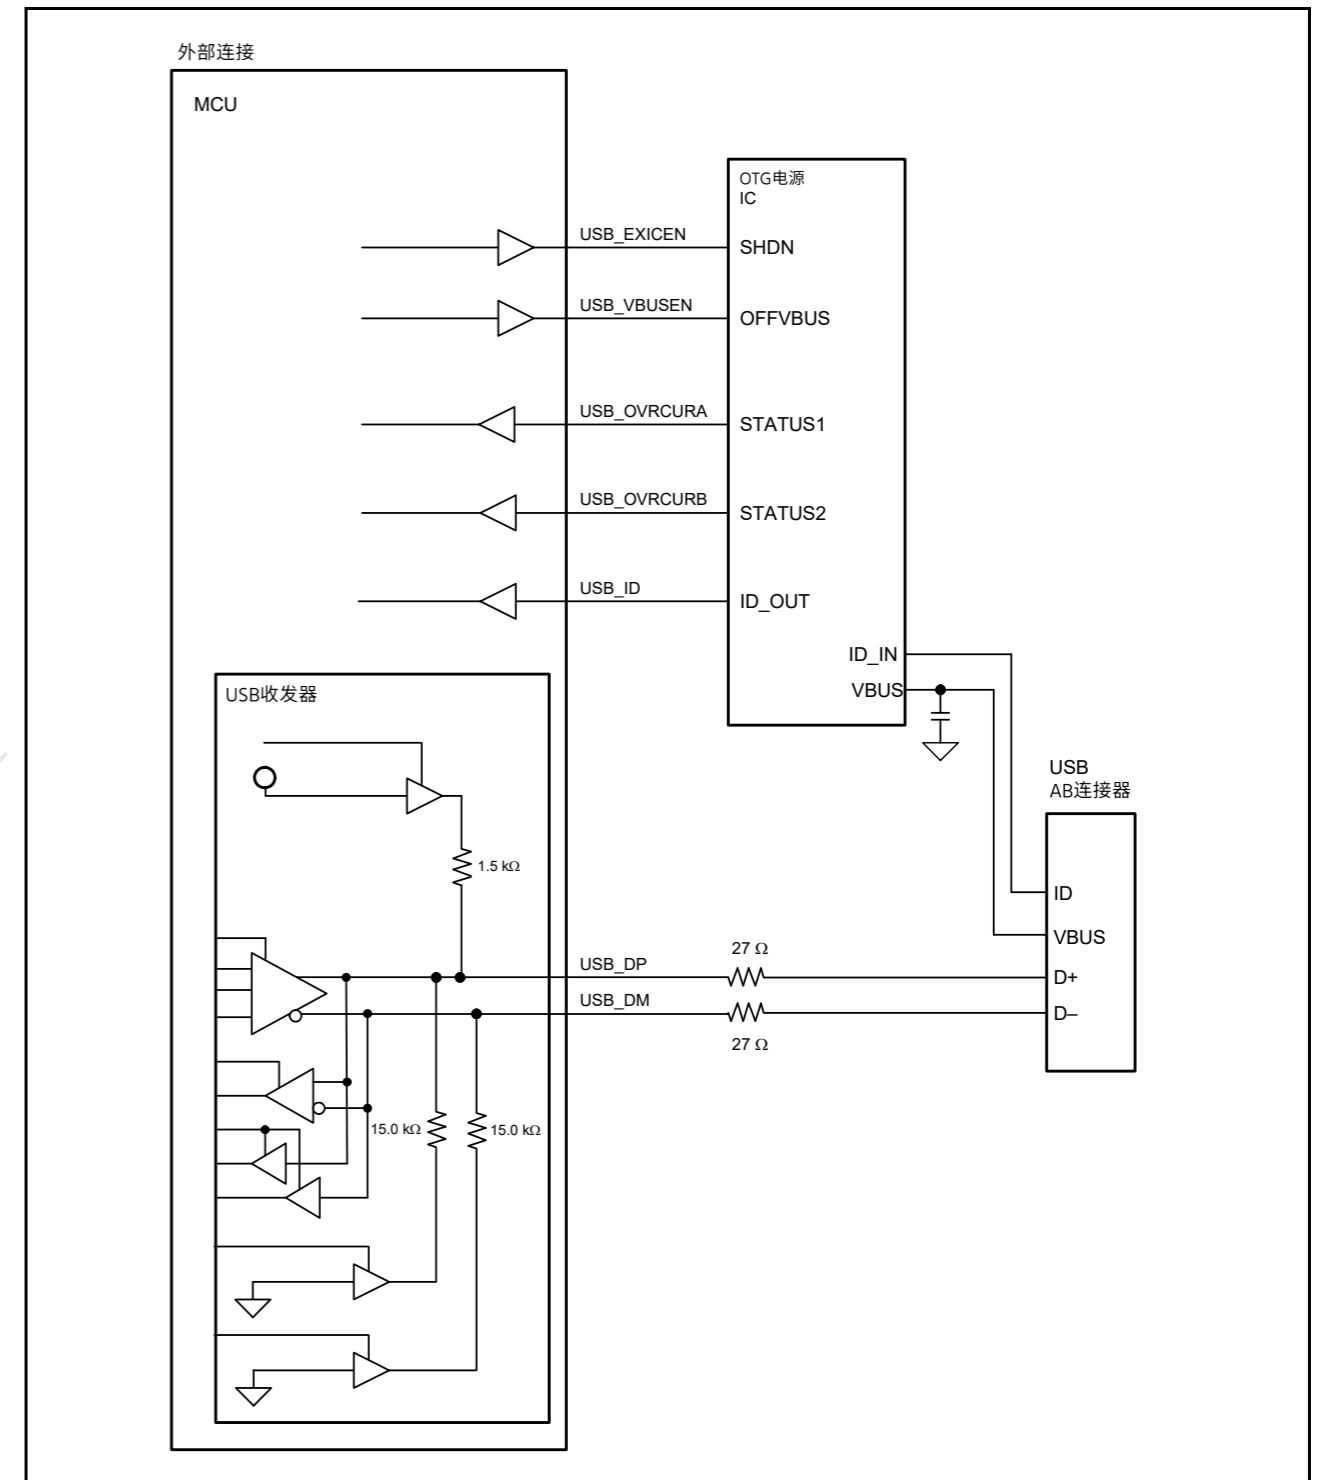 外部连接
MCU
OTG电源
IC
USB_EXICEN
SHDN
USB_VBUSEN
OFFVBUS
USB_OVRCURA
STATUS1
USB_OVRCURB
STATUS2
USB_ID
ID_OUT
ID_IN
VBUS
USB收发器
USB
AB连接器
1.5 kΩ
ID
VBUS
27 Ω
USB_DP
D+
USB_DM
D–
27 Ω
15.0 kΩ
15.0 kΩ